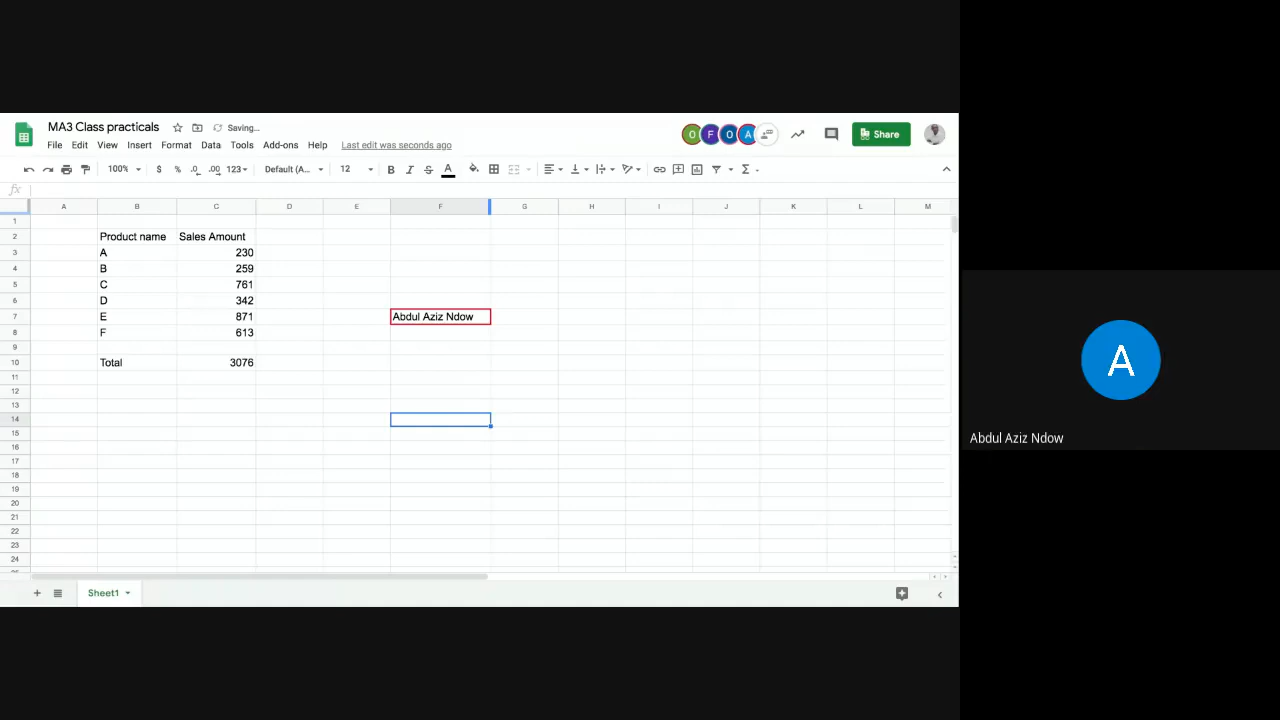 MA3 Class practicals Saving...
File Edit View Insert Format Data Tools Add-ons Help Last edit was seconds ago
O F O A Share
100% $ % .0 .00 123 Default (A... 12 B I S A Σ
fx
A B C D E F G H I J K L M
1
2 Product name Sales Amount
3 A 230
4 B 259
5 C 761
6 D 342
7 E 871 Abdul Aziz Ndow
8 F 613
9
10 Total 3076
11
12
13
14
15
16
17
18
19
20
21
22
23
24
Sheet1
A
Abdul Aziz Ndow